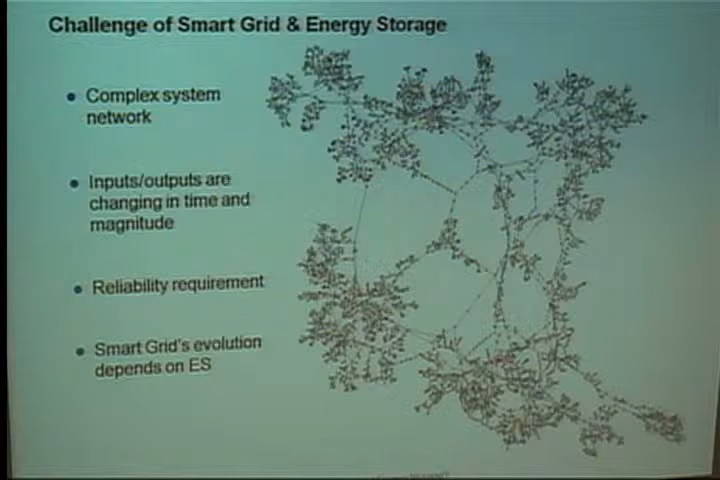 Challenge of Smart Grid & Energy Storage
Complex system
network
Inputs/outputs are
changing in time and
magnitude
Reliability requirement
Smart Grid's evolution
depends on ES